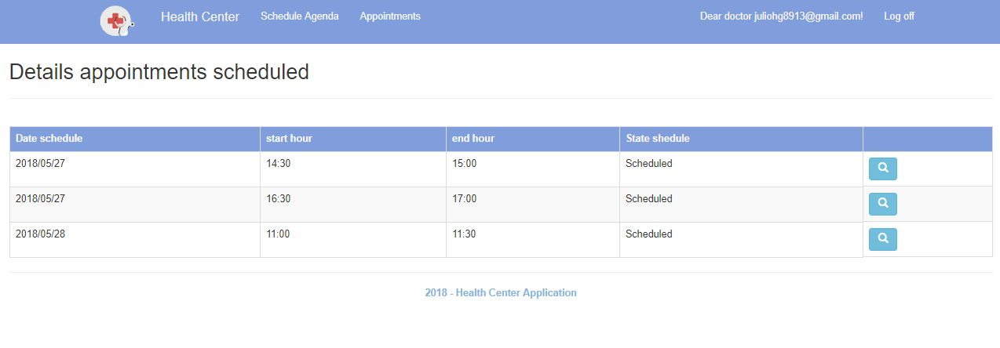 Health Center Schedule Agenda Appointments Dear doctor juliohg8913@gmail.com! Log off
Details appointments scheduled
Date schedule start hour end hour State shedule
2018/05/27 14:30 15:00 Scheduled
2018/05/27 16:30 17:00 Scheduled
2018/05/28 11:00 11:30 Scheduled
2018 - Health Center Application